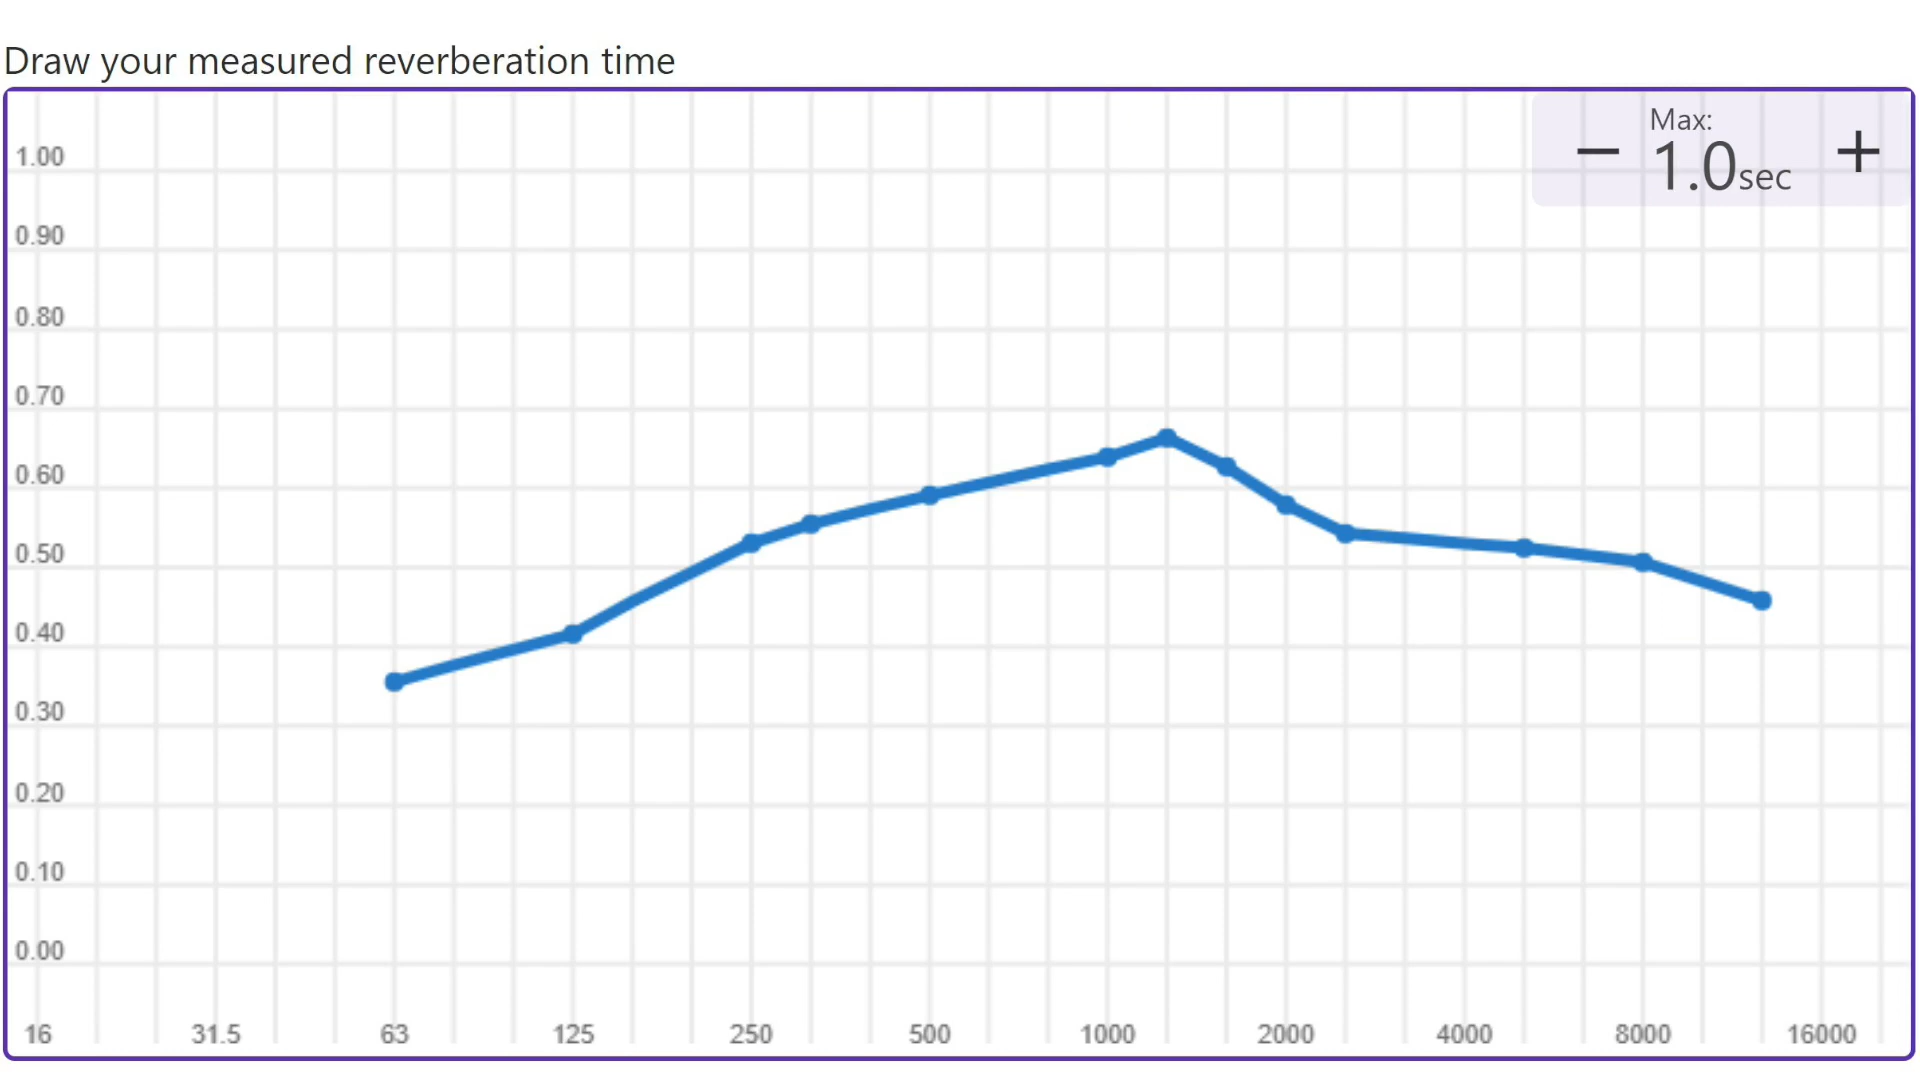 Draw your measured reverberation time
Max:
− 1.0sec +
1.00
0.90
0.80
0.70
0.60
0.50
0.40
0.30
0.20
0.10
0.00
16 31.5 63 125 250 500 1000 2000 4000 8000 16000